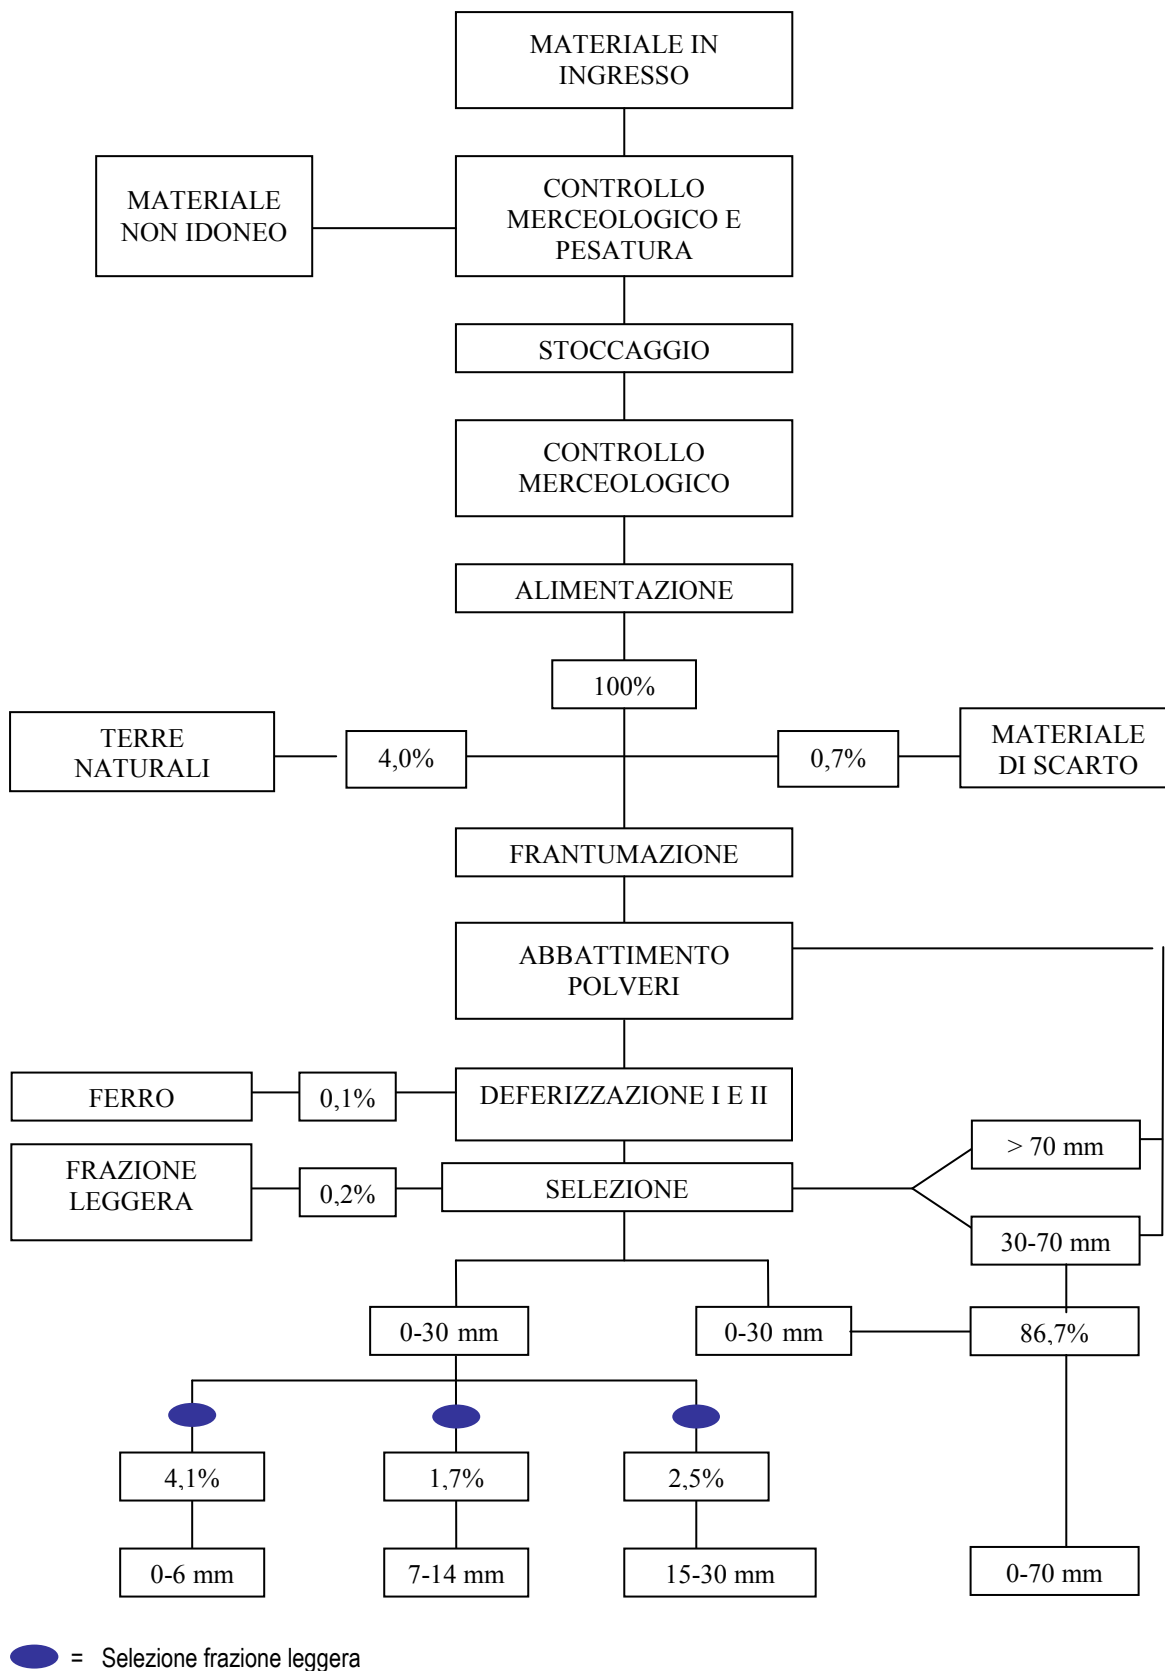 MATERIALE IN
INGRESSO
MATERIALE
NON IDONEO
CONTROLLO
MERCEOLOGICO E
PESATURA
STOCCAGGIO
CONTROLLO
MERCEOLOGICO
ALIMENTAZIONE
100%
TERRE
NATURALI
4,0%
0,7%
MATERIALE
DI SCARTO
FRANTUMAZIONE
ABBATTIMENTO
POLVERI
FERRO
0,1%
DEFERIZZAZIONE I E II
> 70 mm
FRAZIONE
LEGGERA
0,2%
SELEZIONE
30-70 mm
0-30 mm
0-30 mm
86,7%
4,1%
1,7%
2,5%
0-6 mm
7-14 mm
15-30 mm
0-70 mm
= Selezione frazione leggera